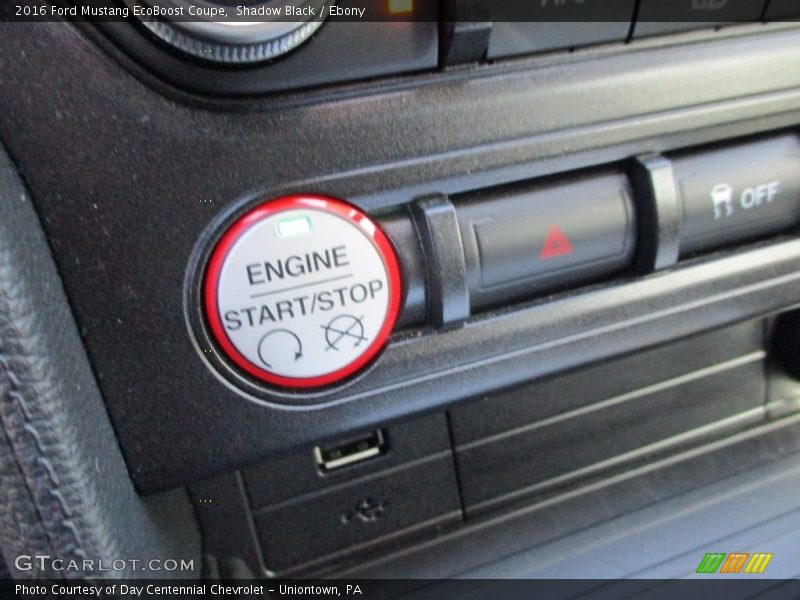 2016 Ford Mustang EcoBoost Coupe, Shadow Black / Ebony
ENGINE
START/STOP
OFF
GTCARLOT.COM
Photo Courtesy of Day Centennial Chevrolet - Uniontown, PA